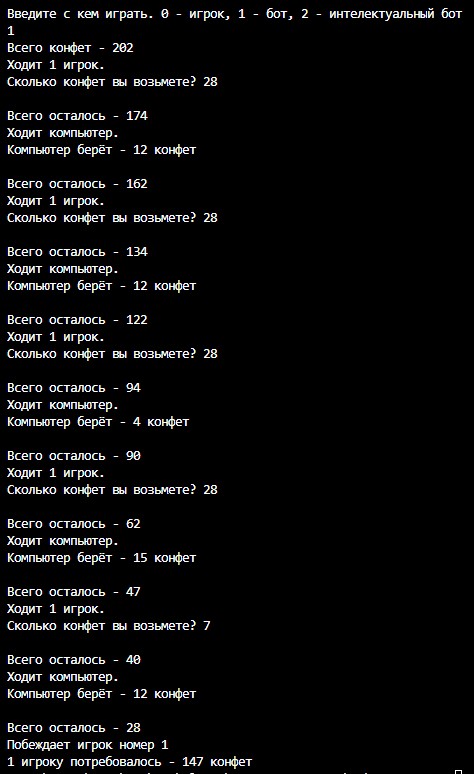 Введите с кем играть. 0 - игрок, 1 - бот, 2 - интелектуальный бот
1
Всего конфет - 202
Ходит 1 игрок.
Сколько конфет вы возьмете? 28
Всего осталось - 174
Ходит компьютер.
Компьютер берёт - 12 конфет
Всего осталось - 162
Ходит 1 игрок.
Сколько конфет вы возьмете? 28
Всего осталось - 134
Ходит компьютер.
Компьютер берёт - 12 конфет
Всего осталось - 122
Ходит 1 игрок.
Сколько конфет вы возьмете? 28
Всего осталось - 94
Ходит компьютер.
Компьютер берёт - 4 конфет
Всего осталось - 90
Ходит 1 игрок.
Сколько конфет вы возьмете? 28
Всего осталось - 62
Ходит компьютер.
Компьютер берёт - 15 конфет
Всего осталось - 47
Ходит 1 игрок.
Сколько конфет вы возьмете? 7
Всего осталось - 40
Ходит компьютер.
Компьютер берёт - 12 конфет
Всего осталось - 28
Побеждает игрок номер 1
1 игроку потребовалось - 147 конфет